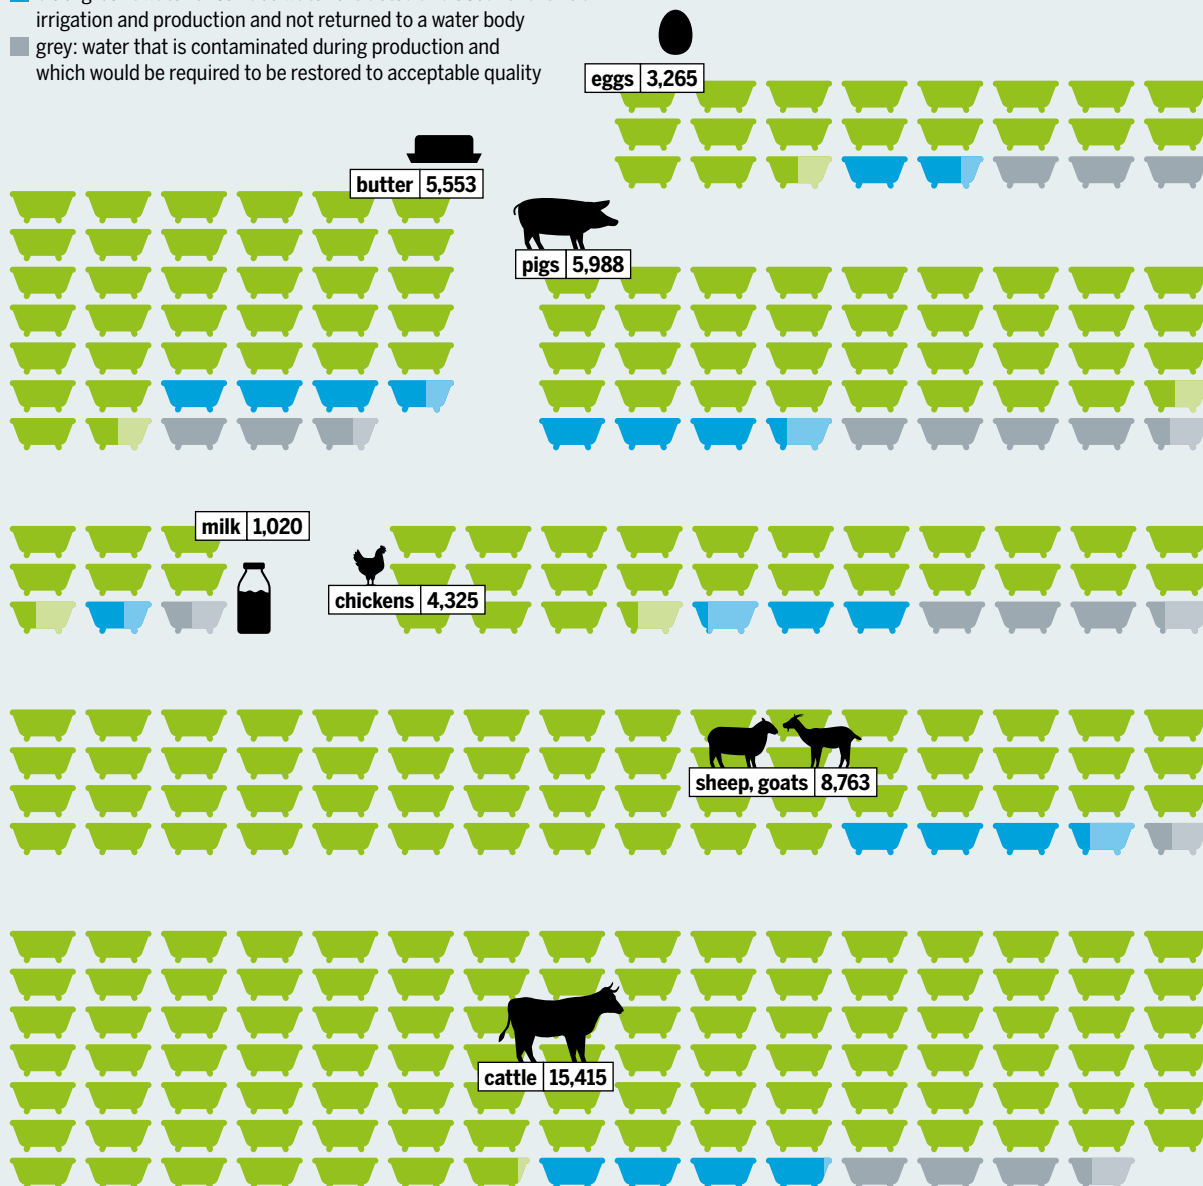 irrigation and production and not returned to a water body
grey: water that is contaminated during production and
which would be required to be restored to acceptable quality
eggs 3,265
butter 5,553
pigs 5,988
milk 1,020
chickens 4,325
sheep, goats 8,763
cattle 15,415